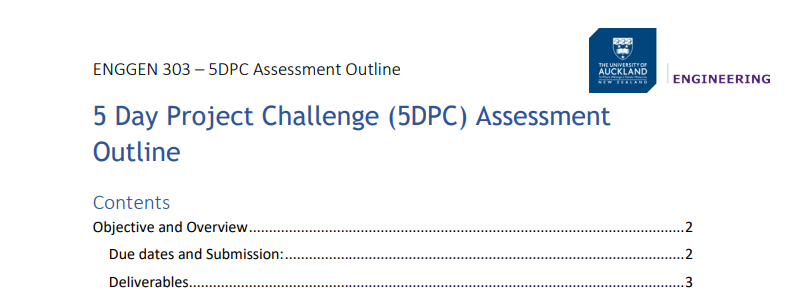 THE UNIVERSITY OF
AUCKLAND
NEW ZEALAND
ENGINEERING
ENGGEN 303 – 5DPC Assessment Outline
5 Day Project Challenge (5DPC) Assessment
Outline
Contents
Objective and Overview......................................................................................................2
Due dates and Submission:..............................................................................................2
Deliverables......................................................................................................................3